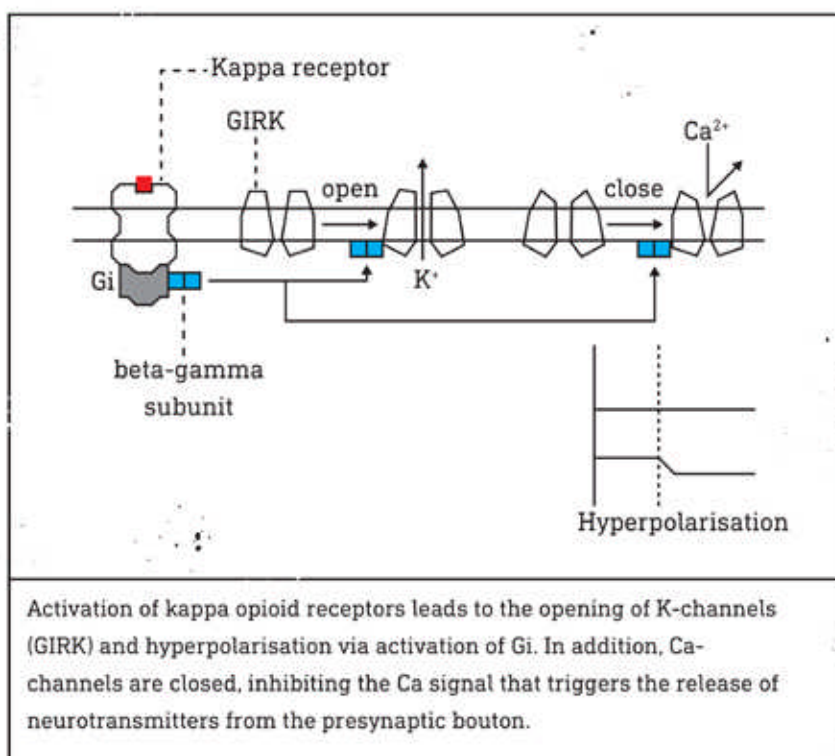 Kappa receptor
GIRK
Ca²⁺
open
close
Gi
K⁺
beta-gamma
subunit
Hyperpolarisation
Activation of kappa opioid receptors leads to the opening of K-channels
(GIRK) and hyperpolarisation via activation of Gi. In addition, Ca-
channels are closed, inhibiting the Ca signal that triggers the release of
neurotransmitters from the presynaptic bouton.